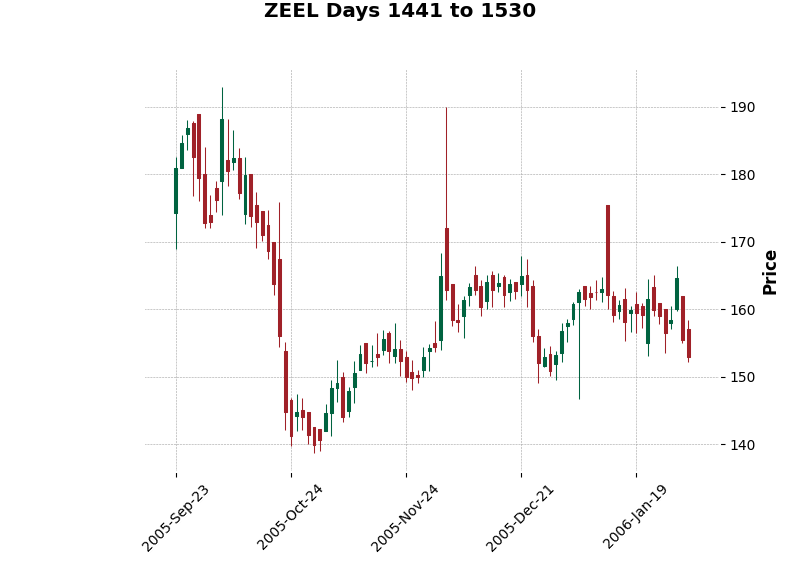 ZEEL Days 1441 to 1530
190
180
170
160
150
140
Price
2005-Sep-23
2005-Oct-24
2005-Nov-24
2005-Dec-21
2006-Jan-19